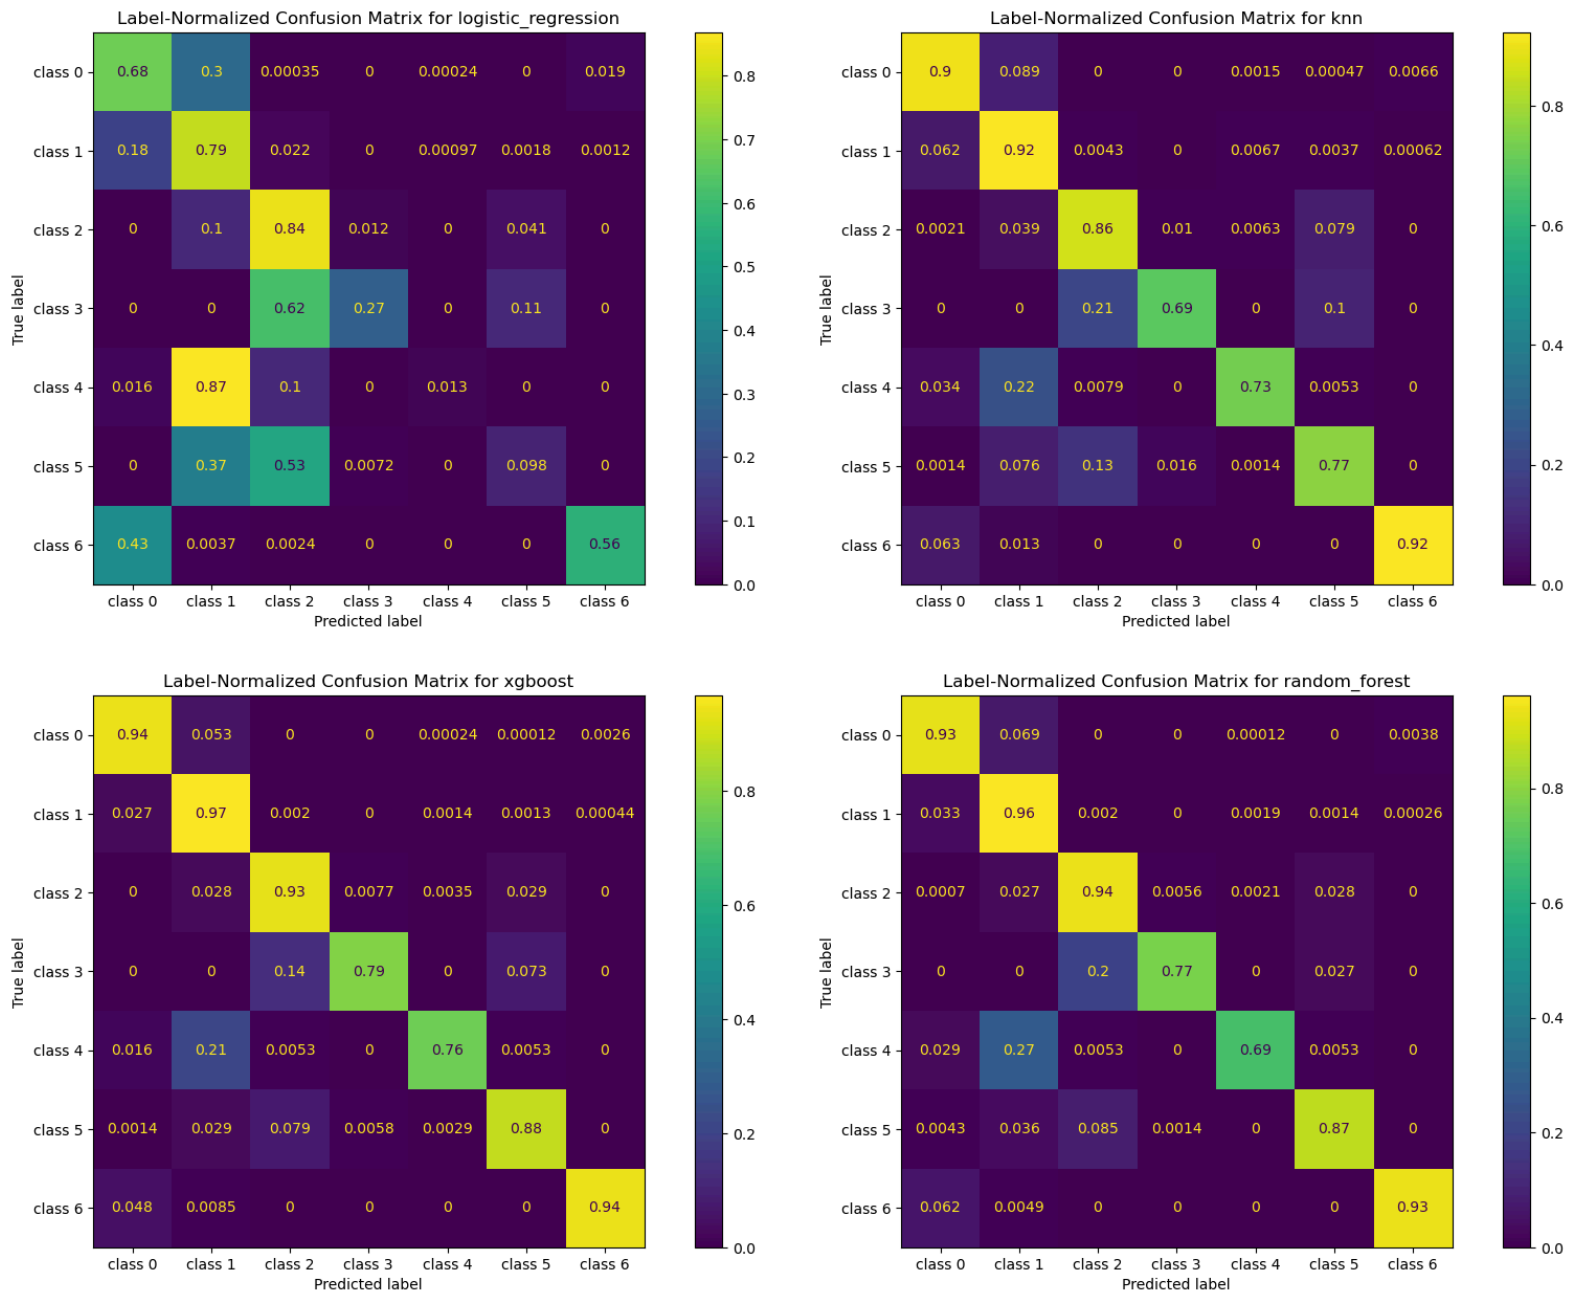 Label-Normalized Confusion Matrix for logistic_regression
class 0 0.68 0.3 0.00035 0 0.00024 0 0.019
class 1 0.18 0.79 0.022 0 0.00097 0.0018 0.0012
class 2 0 0.1 0.84 0.012 0 0.041 0
class 3 0 0 0.62 0.27 0 0.11 0
class 4 0.016 0.87 0.1 0 0.013 0 0
class 5 0 0.37 0.53 0.0072 0 0.098 0
class 6 0.43 0.0037 0.0024 0 0 0 0.56
class 0 class 1 class 2 class 3 class 4 class 5 class 6
Predicted label
True label
0.8
0.7
0.6
0.5
0.4
0.3
0.2
0.1
0.0
Label-Normalized Confusion Matrix for knn
class 0 0.9 0.089 0 0 0.0015 0.00047 0.0066
class 1 0.062 0.92 0.0043 0 0.0067 0.0037 0.00062
class 2 0.0021 0.039 0.86 0.01 0.0063 0.079 0
class 3 0 0 0.21 0.69 0 0.1 0
class 4 0.034 0.22 0.0079 0 0.73 0.0053 0
class 5 0.0014 0.076 0.13 0.016 0.0014 0.77 0
class 6 0.063 0.013 0 0 0 0 0.92
class 0 class 1 class 2 class 3 class 4 class 5 class 6
Predicted label
True label
0.8
0.6
0.4
0.2
0.0
Label-Normalized Confusion Matrix for xgboost
class 0 0.94 0.053 0 0 0.00024 0.00012 0.0026
class 1 0.027 0.97 0.002 0 0.0014 0.0013 0.00044
class 2 0 0.028 0.93 0.0077 0.0035 0.029 0
class 3 0 0 0.14 0.79 0 0.073 0
class 4 0.016 0.21 0.0053 0 0.76 0.0053 0
class 5 0.0014 0.029 0.079 0.0058 0.0029 0.88 0
class 6 0.048 0.0085 0 0 0 0 0.94
class 0 class 1 class 2 class 3 class 4 class 5 class 6
Predicted label
True label
0.8
0.6
0.4
0.2
0.0
Label-Normalized Confusion Matrix for random_forest
class 0 0.93 0.069 0 0 0.00012 0 0.0038
class 1 0.033 0.96 0.002 0 0.0019 0.0014 0.00026
class 2 0.0007 0.027 0.94 0.0056 0.0021 0.028 0
class 3 0 0 0.2 0.77 0 0.027 0
class 4 0.029 0.27 0.0053 0 0.69 0.0053 0
class 5 0.0043 0.036 0.085 0.0014 0 0.87 0
class 6 0.062 0.0049 0 0 0 0 0.93
class 0 class 1 class 2 class 3 class 4 class 5 class 6
Predicted label
True label
0.8
0.6
0.4
0.2
0.0